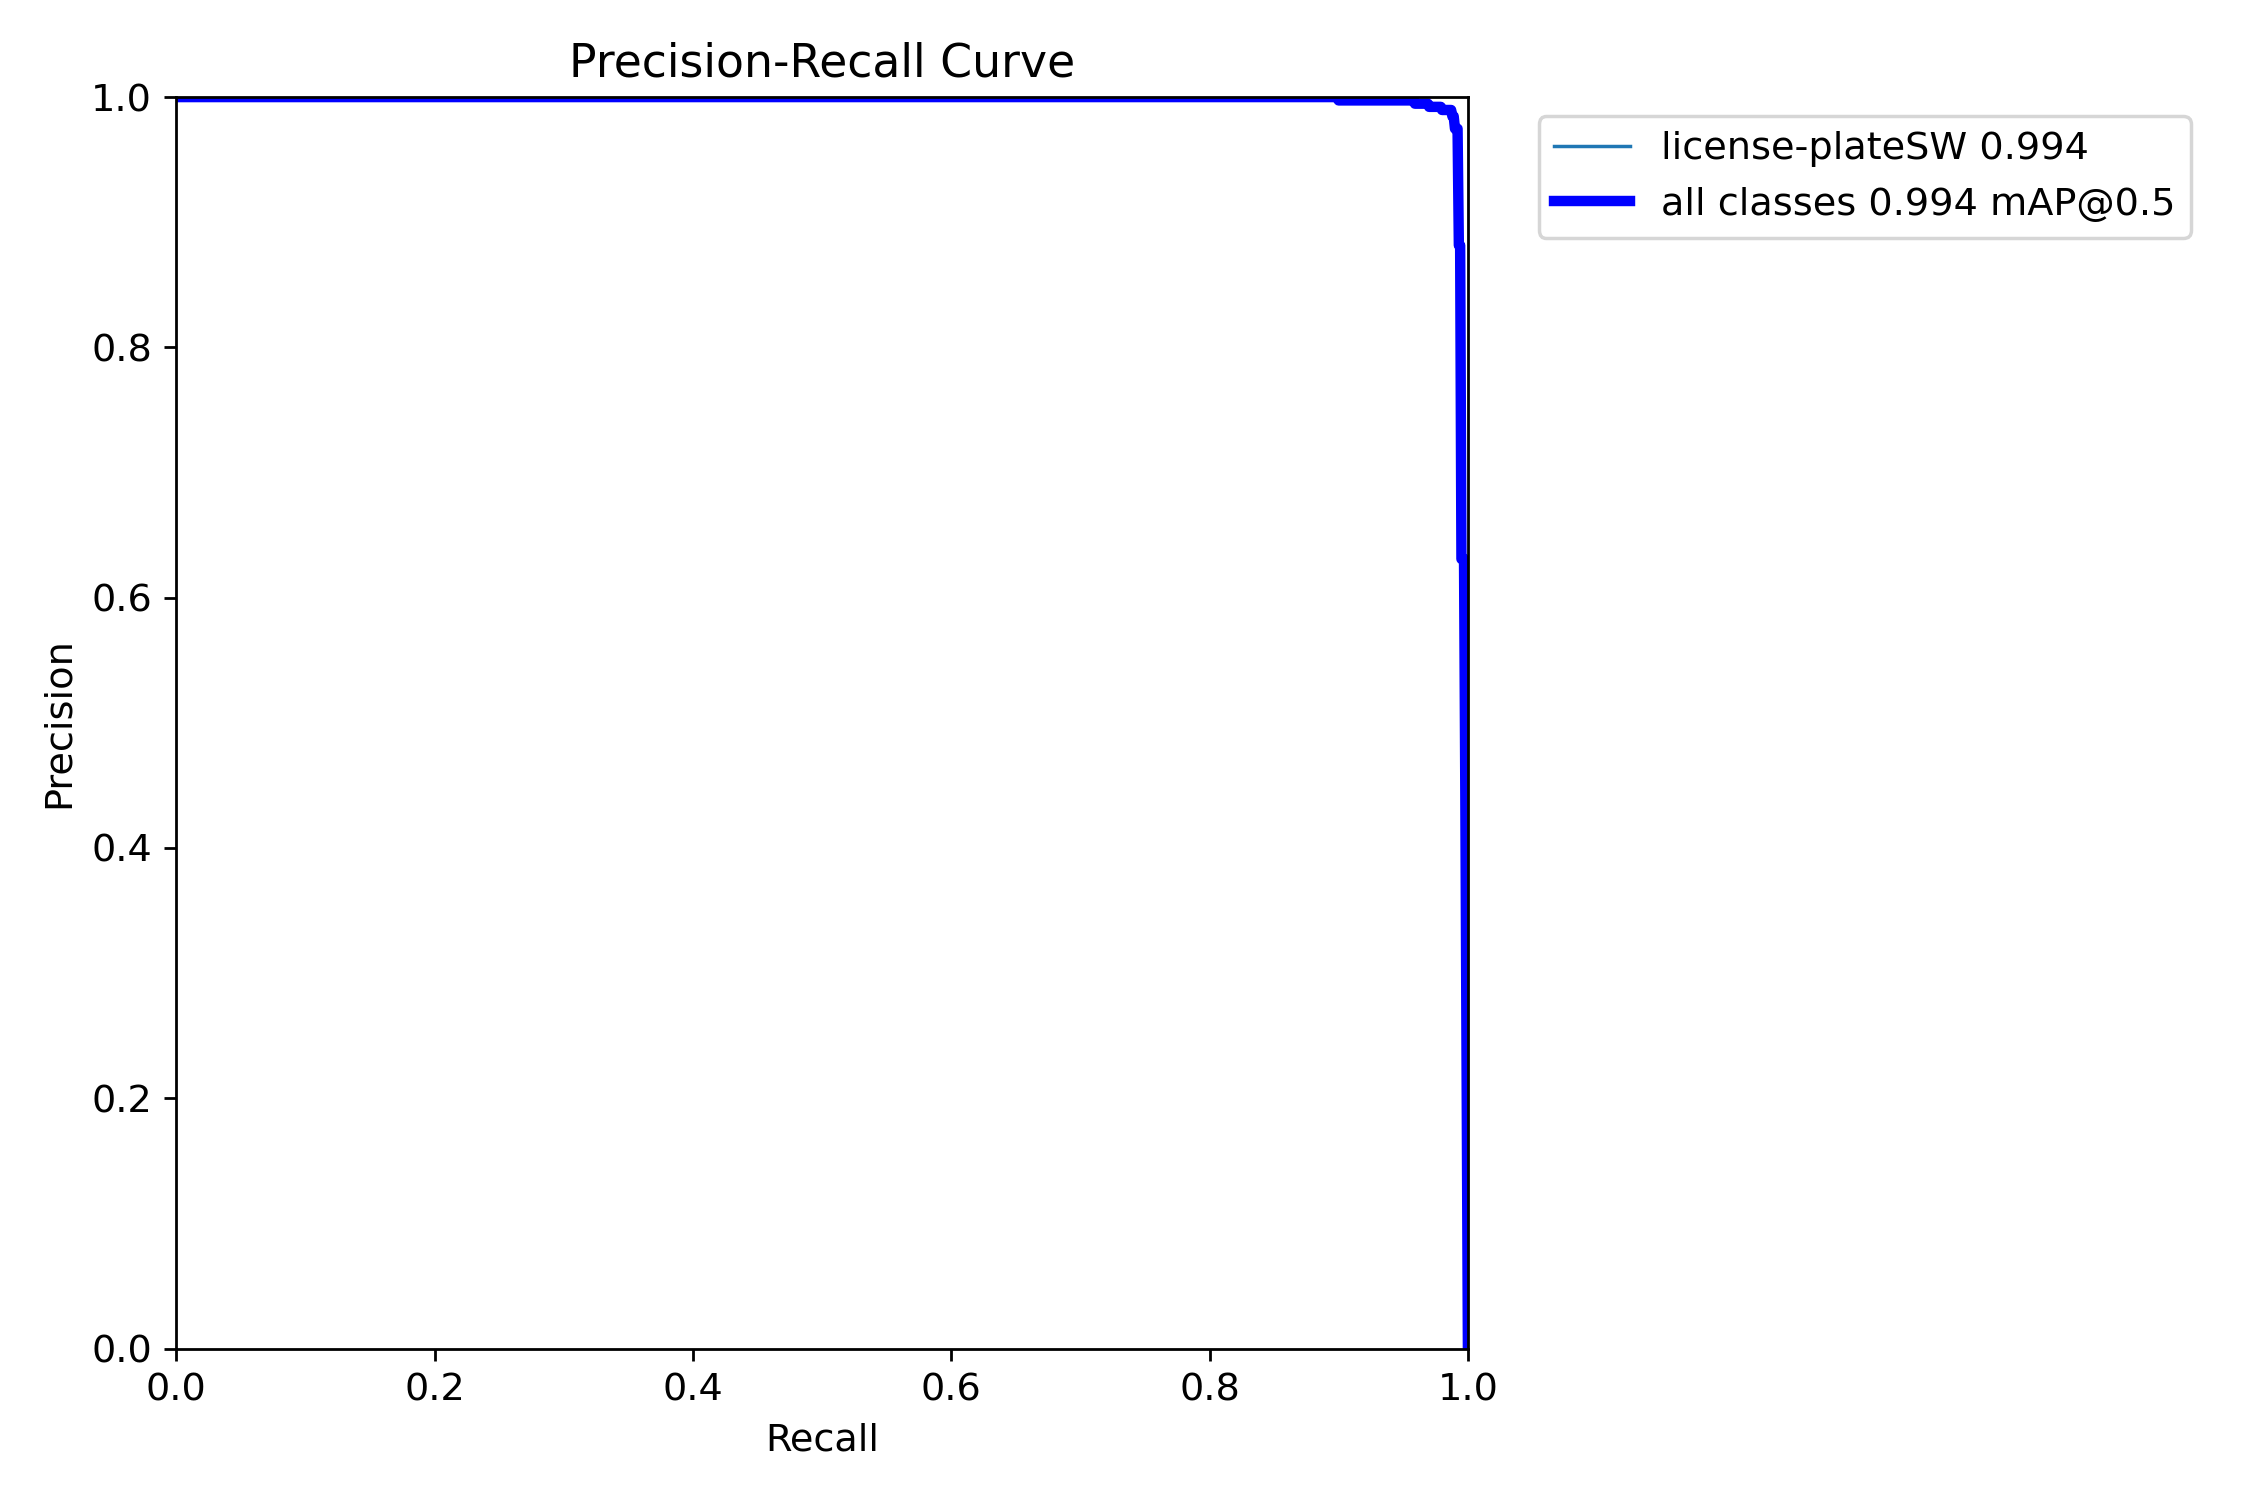 Precision-Recall Curve
license-plateSW 0.994
all classes 0.994 mAP@0.5
Precision
1.0
0.8
0.6
0.4
0.2
0.0
0.0 0.2 0.4 0.6 0.8 1.0
Recall